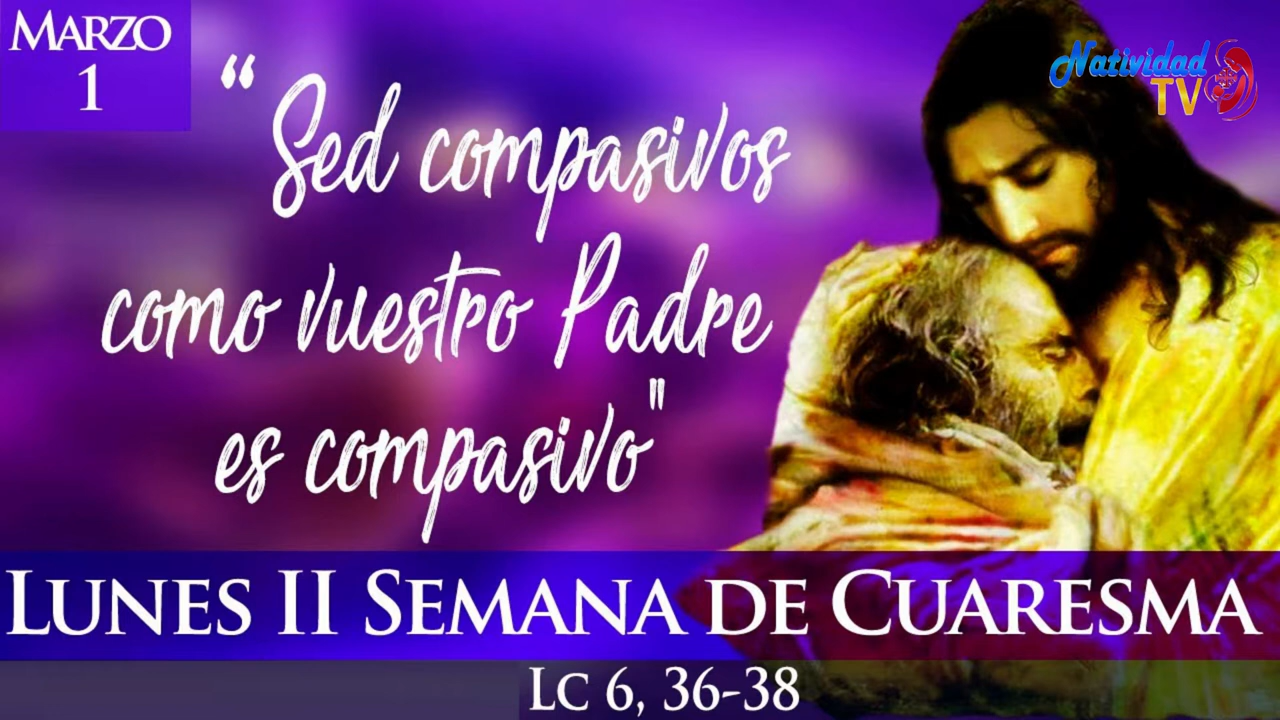 MARZO
1
Natividad
TV
“Sed compasivos
como vuestro Padre
es compasivo"
LUNES II SEMANA DE CUARESMA
LC 6, 36-38